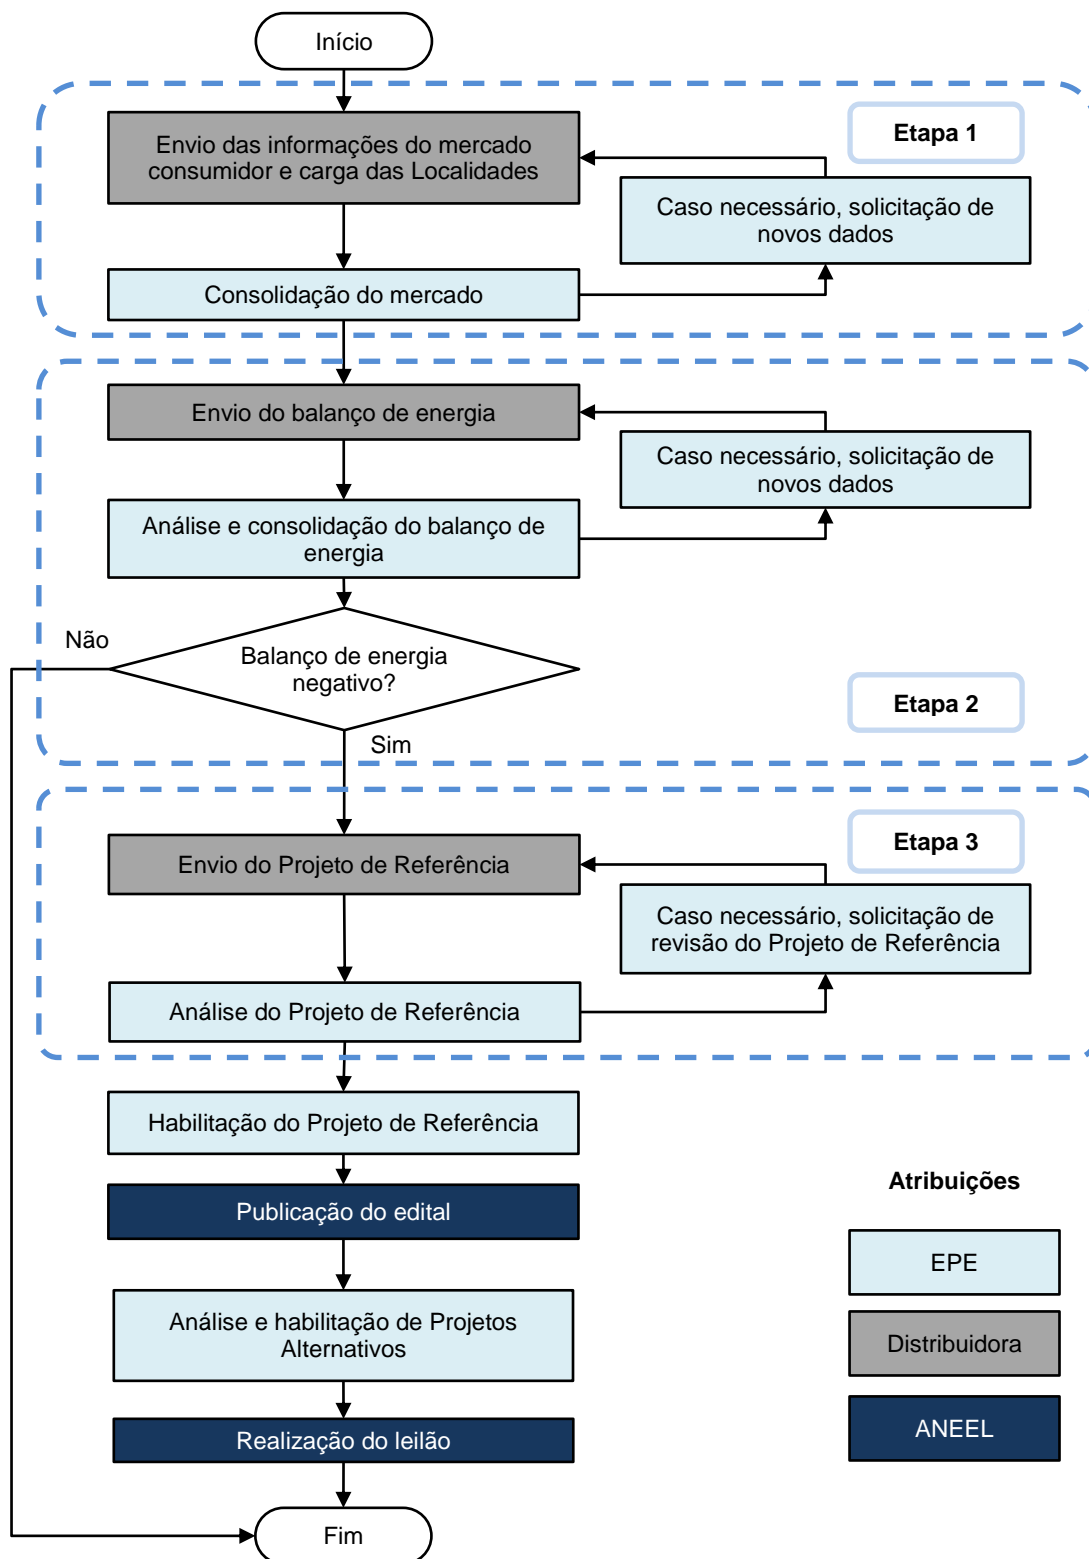 Início
Etapa 1
Envio das informações do mercado
consumidor e carga das Localidades
Caso necessário, solicitação de
novos dados
Consolidação do mercado
Envio do balanço de energia
Caso necessário, solicitação de
novos dados
Análise e consolidação do balanço de
energia
Não
Balanço de energia
negativo?
Etapa 2
Sim
Etapa 3
Envio do Projeto de Referência
Caso necessário, solicitação de
revisão do Projeto de Referência
Análise do Projeto de Referência
Habilitação do Projeto de Referência
Publicação do edital
Análise e habilitação de Projetos
Alternativos
Realização do leilão
Fim
Atribuições
EPE
Distribuidora
ANEEL